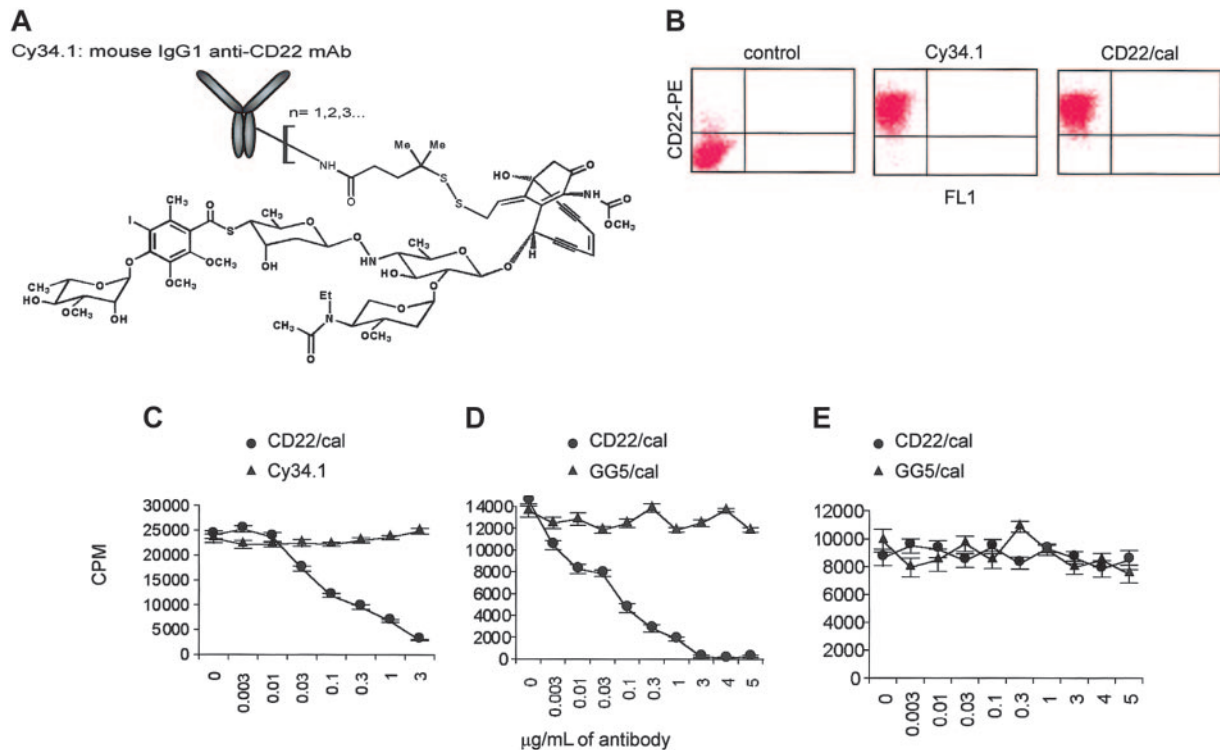 A
Cy34.1: mouse IgG1 anti-CD22 mAb
n= 1,2,3...
NH
O
Me Me
S
S
HO
O
NH
O
O
OCH₃
H
I
CH₃
O
S
CH₃
O
OH
O
HN
CH₃
O
HO
O
O
O
OCH₃
OCH₃
CH₃
HO
OCH₃
OH
O
Et
N
CH₃
O
O
OCH₃
B
control
Cy34.1
CD22/cal
CD22-PE
FL1
C
CD22/cal
Cy34.1
CPM
30000
25000
20000
15000
10000
5000
0
0 0.003 0.01 0.03 0.1 0.3 1 3
D
CD22/cal
GG5/cal
14000
12000
10000
8000
6000
4000
2000
0
0 0.003 0.01 0.03 0.1 0.3 1 3 4 5
E
CD22/cal
GG5/cal
12000
10000
8000
6000
4000
2000
0
0 0.003 0.01 0.03 0.1 0.3 1 3 4 5
µg/mL of antibody